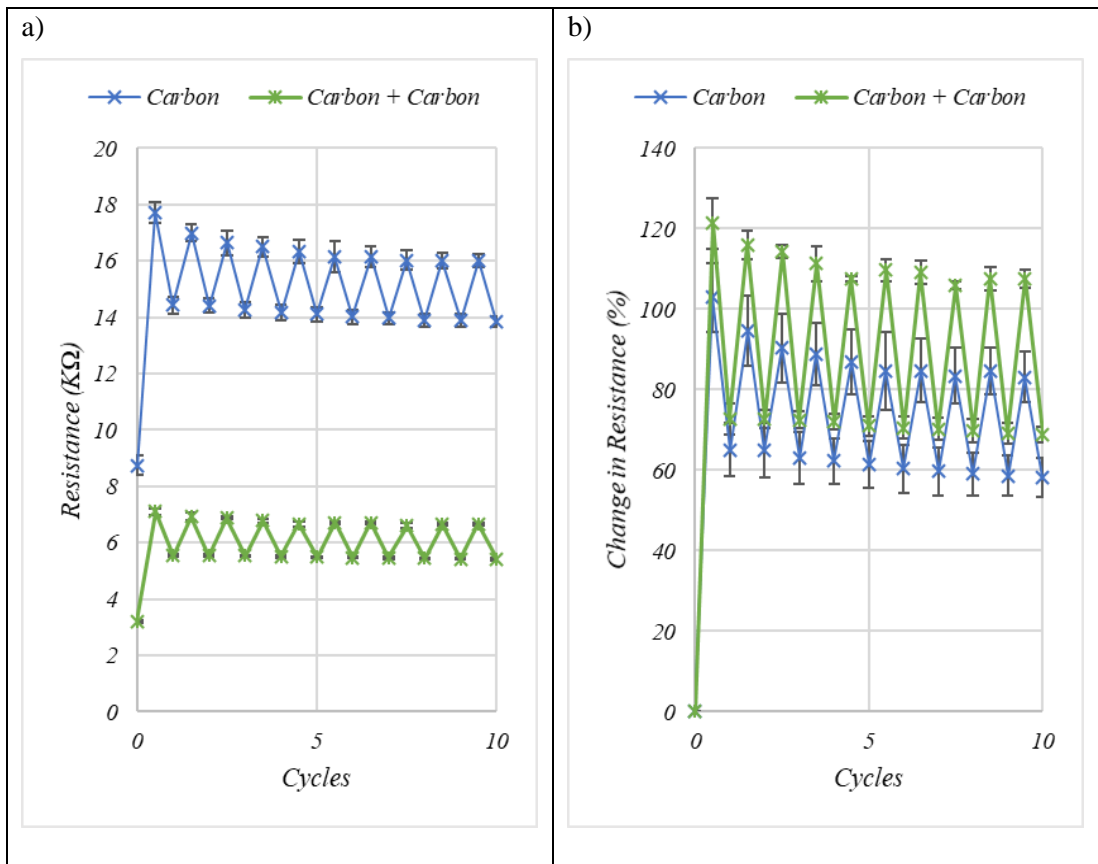 a)
Carbon Carbon + Carbon
20
18
16
14
12
10
8
6
4
2
0
0 5 10
Resistance (KΩ)
Cycles
b)
Carbon Carbon + Carbon
140
120
100
80
60
40
20
0
0 5 10
Change in Resistance (%)
Cycles